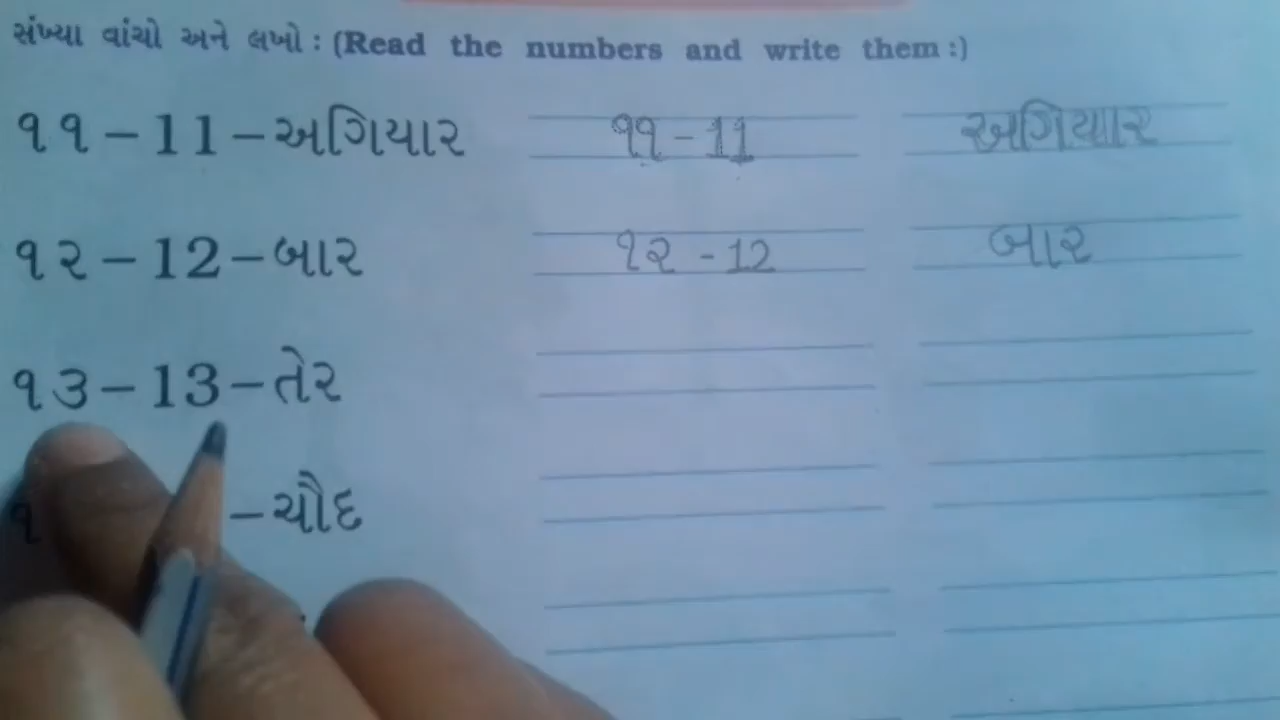 સંખ્યા વાંચો અને લખો : (Read the numbers and write them :)
૧૧ – 11 – અગિયાર ૧૧ - 11 અગિયાર
૧૨ – 12 – બાર ૧૨ - 12 બાર
૧૩ – 13 – તેર
૧ – ચૌદ